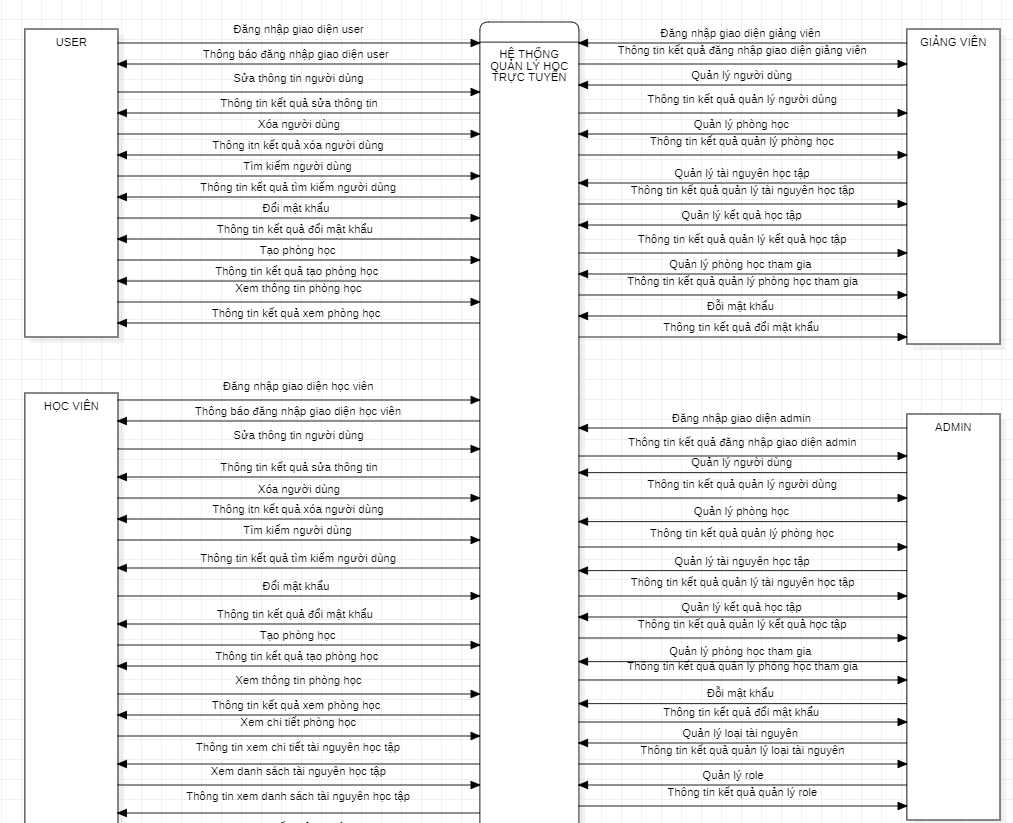 USER
Đăng nhập giao diện user
Thông báo đăng nhập giao diện user
Sửa thông tin người dùng
Thông tin kết quả sửa thông tin
Xóa người dùng
Thông itn kết quả xóa người dùng
Tìm kiếm người dùng
Thông tin kết quả tìm kiếm người dùng
Đổi mật khẩu
Thông tin kết quả đổi mật khẩu
Tạo phòng học
Thông tin kết quả tạo phòng học
Xem thông tin phòng học
Thông tin kết quả xem phòng học
HỆ THỐNG
QUẢN LÝ HỌC
TRỰC TUYẾN
GIẢNG VIÊN
Đăng nhập giao diện giảng viên
Thông tin kết quả đăng nhập giao diện giảng viên
Quản lý người dùng
Thông tin kết quả quản lý người dùng
Quản lý phòng học
Thông tin kết quả quản lý phòng học
Quản lý tài nguyên học tập
Thông tin kết quả quản lý tài nguyên học tập
Quản lý kết quả học tập
Thông tin kết quả quản lý kết quả học tập
Quản lý phòng học tham gia
Thông tin kết quả quản lý phòng học tham gia
Đỗi mật khẩu
Thông tin kết quả đổi mật khẩu
HỌC VIÊN
Đăng nhập giao diện học viên
Thông báo đăng nhập giao diện học viên
Sửa thông tin người dùng
Thông tin kết quả sửa thông tin
Xóa người dùng
Thông itn kết quả xóa người dùng
Tìm kiếm người dùng
Thông tin kết quả tìm kiếm người dùng
Đổi mật khẩu
Thông tin kết quả đổi mật khẩu
Tạo phòng học
Thông tin kết quả tạo phòng học
Xem thông tin phòng học
Thông tin kết quả xem phòng học
Xem chi tiết phòng học
Thông tin xem chi tiết tài nguyên học tập
Xem danh sách tài nguyên học tập
Thông tin xem danh sách tài nguyên học tập
ADMIN
Đăng nhập giao diện admin
Thông tin kết quả đăng nhập giao diện admin
Quản lý người dùng
Thông tin kết quả quản lý người dùng
Quản lý phòng học
Thông tin kết quả quản lý phòng học
Quản lý tài nguyên học tập
Thông tin kết quả quản lý tài nguyên học tập
Quản lý kết quả học tập
Thông tin kết quả quản lý kết quả học tập
Quản lý phòng học tham gia
Thông tin kết quả quản lý phòng học tham gia
Đỗi mật khẩu
Thông tin kết quả đổi mật khẩu
Quản lý loại tài nguyên
Thông tin kết quả quản lý loại tài nguyên
Quản lý role
Thông tin kết quả quản lý role